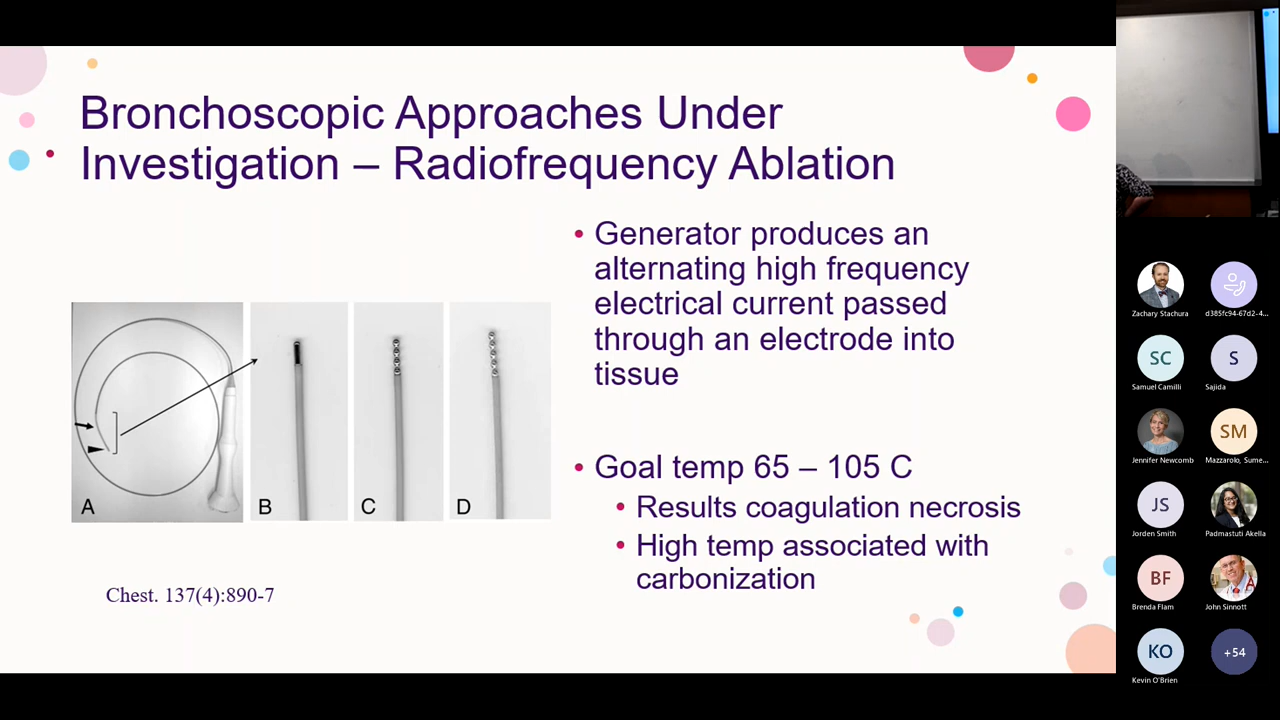 Bronchoscopic Approaches Under
Investigation – Radiofrequency Ablation
• Generator produces an
alternating high frequency
electrical current passed
through an electrode into
tissue
• Goal temp 65 – 105 C
• Results coagulation necrosis
• High temp associated with
carbonization
A
B
C
D
Chest. 137(4):890-7
Zachary Stachura
d385fc94-67d2-4...
SC
Samuel Camilli
S
Sajida
Jennifer Newcomb
SM
Mazzarolo, Sume...
JS
Jorden Smith
Padmastuti Akella
BF
Brenda Flam
A
John Sinnott
KO
Kevin O'Brien
+54